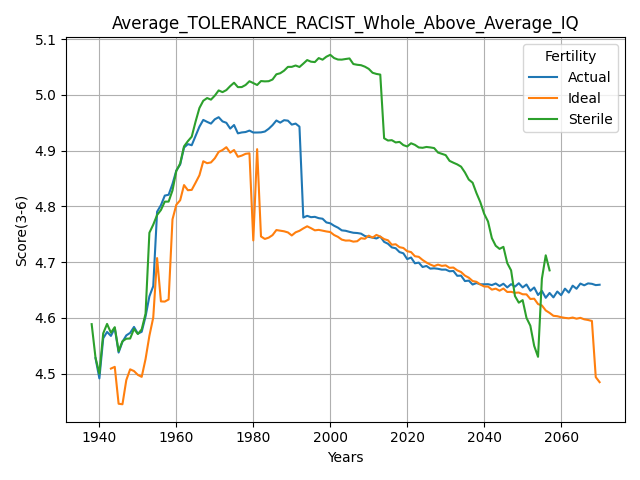 Average_TOLERANCE_RACIST_Whole_Above_Average_IQ
5.1
5.0
4.9
4.8
4.7
4.6
4.5
Score(3-6)
Fertility
Actual
Ideal
Sterile
1940 1960 1980 2000 2020 2040 2060
Years